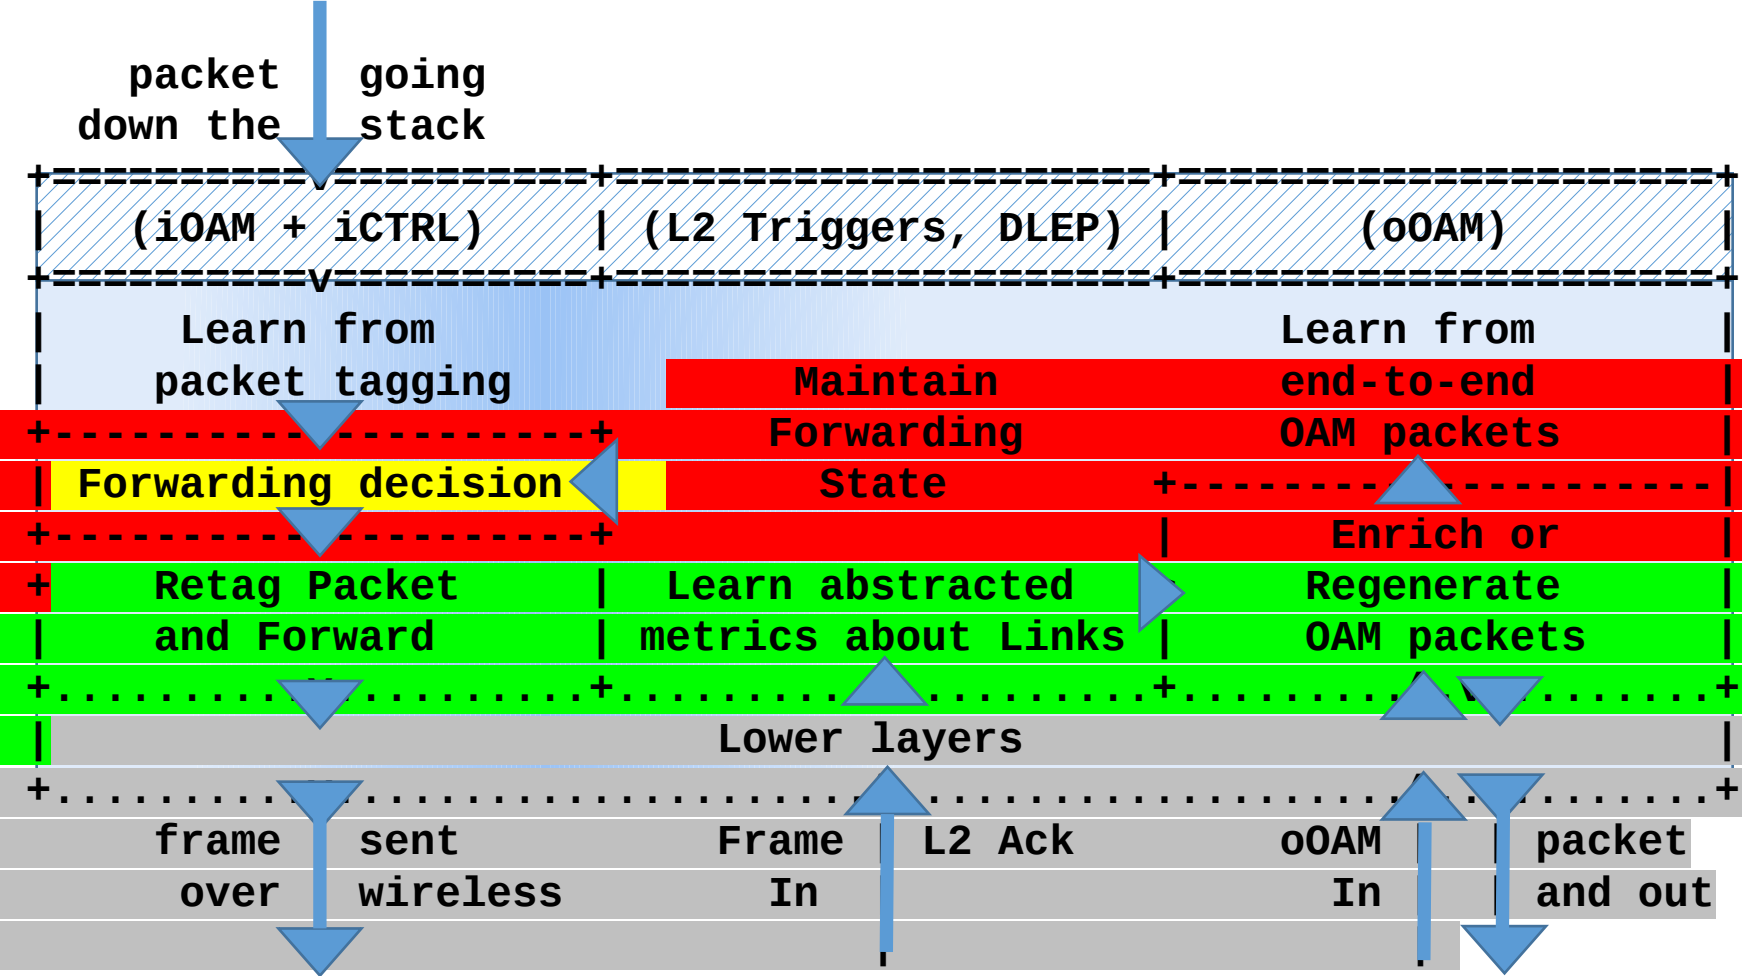 packet going
down the stack
(iOAM + iCTRL) | (L2 Triggers, DLEP) | (oOAM) |
Learn from Learn from
packet tagging Maintain end-to-end
Forwarding OAM packets
Forwarding decision State
Enrich or
Retag Packet | Learn abstracted Regenerate
and Forward | metrics about Links | OAM packets
Lower layers
frame sent Frame L2 Ack oOAM packet
over wireless In In and out